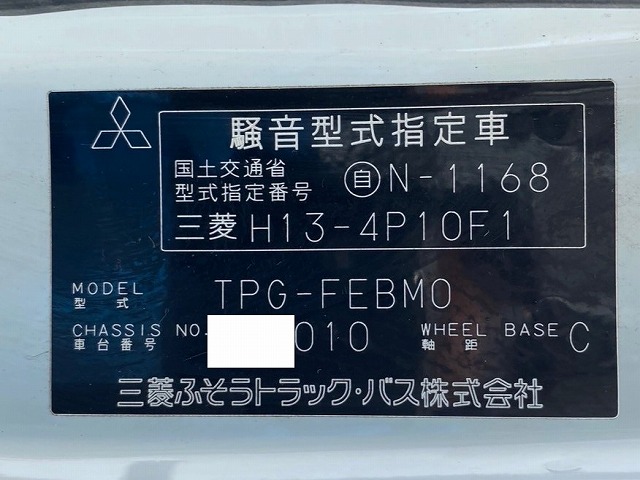 騒音型式指定車
国土交通省
型式指定番号 自N-1168
三菱 H13-4P10F1
MODEL
型式 TPG-FEBM0
CHASSIS NO. 010 WHEEL BASE C
車台番号 軸距
三菱ふそうトラック・バス株式会社